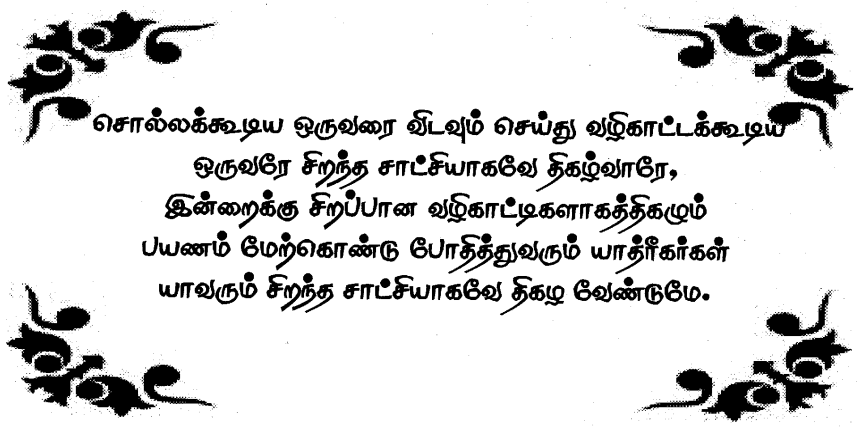 சொல்லக்கூடிய ஒருவரை விடவும் செய்து வழிகாட்டக்கூடிய
ஒருவரே சிறந்த சாட்சியாகவே திகழ்வாரே,
இன்றைக்கு சிறப்பான வழிகாட்டிகளாகத்திகழும்
பயணம் மேற்கொண்டு போதித்துவரும் யாத்ரீகர்கள்
யாவரும் சிறந்த சாட்சியாகவே திகழ வேண்டுமே.